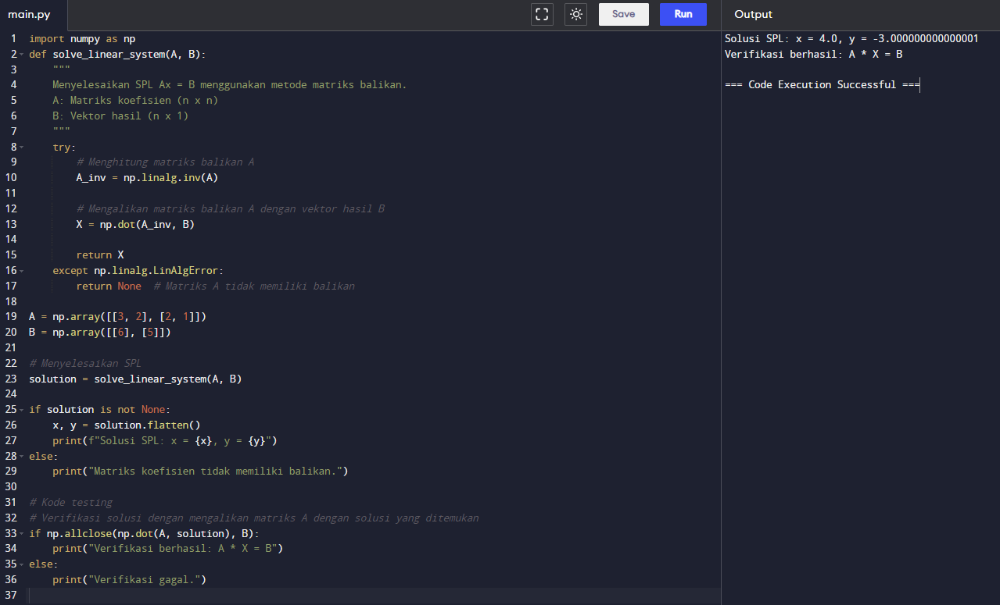 main.py
Save
Run
Output
1 import numpy as np
2 def solve_linear_system(A, B):
3     """
4     Menyelesaikan SPL Ax = B menggunakan metode matriks balikan.
5     A: Matriks koefisien (n x n)
6     B: Vektor hasil (n x 1)
7     """
8     try:
9         # Menghitung matriks balikan A
10         A_inv = np.linalg.inv(A)
11
12         # Mengalikan matriks balikan A dengan vektor hasil B
13         X = np.dot(A_inv, B)
14
15         return X
16     except np.linalg.LinAlgError:
17         return None  # Matriks A tidak memiliki balikan
18
19 A = np.array([[3, 2], [2, 1]])
20 B = np.array([[6], [5]])
21
22 # Menyelesaikan SPL
23 solution = solve_linear_system(A, B)
24
25 if solution is not None:
26     x, y = solution.flatten()
27     print(f"Solusi SPL: x = {x}, y = {y}")
28 else:
29     print("Matriks koefisien tidak memiliki balikan.")
30
31 # Kode testing
32 # Verifikasi solusi dengan mengalikan matriks A dengan solusi yang ditemukan
33 if np.allclose(np.dot(A, solution), B):
34     print("Verifikasi berhasil: A * X = B")
35 else:
36     print("Verifikasi gagal.")
37
Solusi SPL: x = 4.0, y = -3.000000000000001
Verifikasi berhasil: A * X = B
=== Code Execution Successful ===